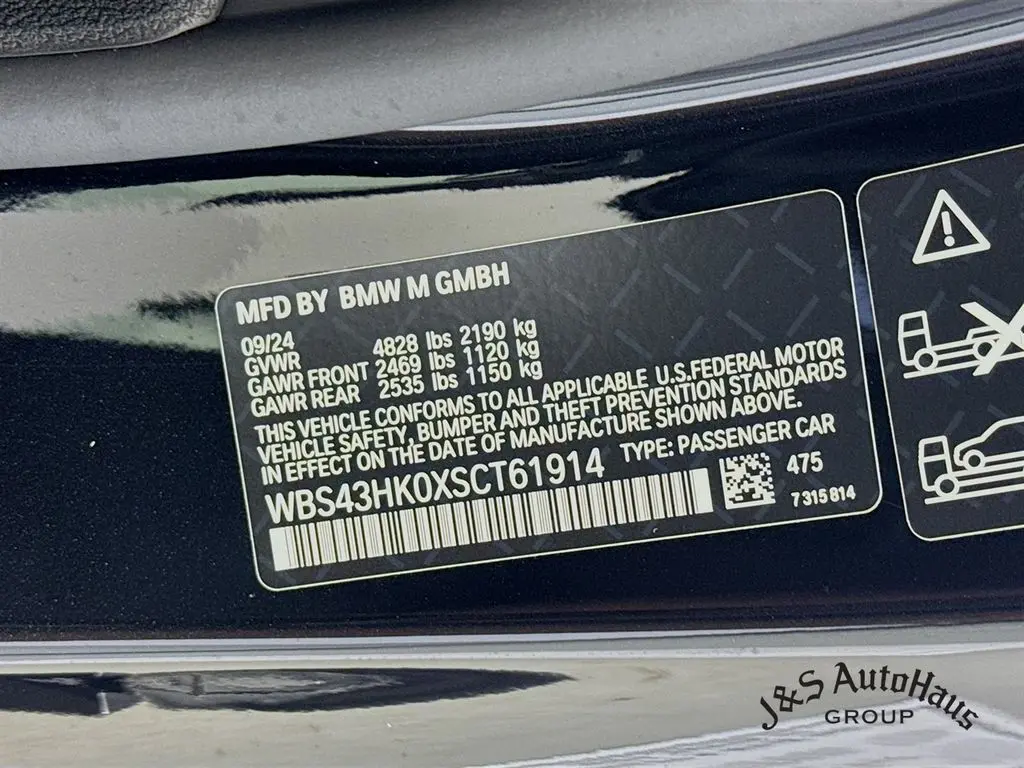 MFD BY BMW M GMBH
09/24
GVWR 4828 lbs 2190 kg
GAWR FRONT 2469 lbs 1120 kg
GAWR REAR 2535 lbs 1150 kg
THIS VEHICLE CONFORMS TO ALL APPLICABLE U.S.FEDERAL MOTOR
VEHICLE SAFETY, BUMPER AND THEFT PREVENTION STANDARDS
IN EFFECT ON THE DATE OF MANUFACTURE SHOWN ABOVE.
WBS43HK0XSCT61914 TYPE: PASSENGER CAR
475
7315814
J&S AutoHaus
GROUP